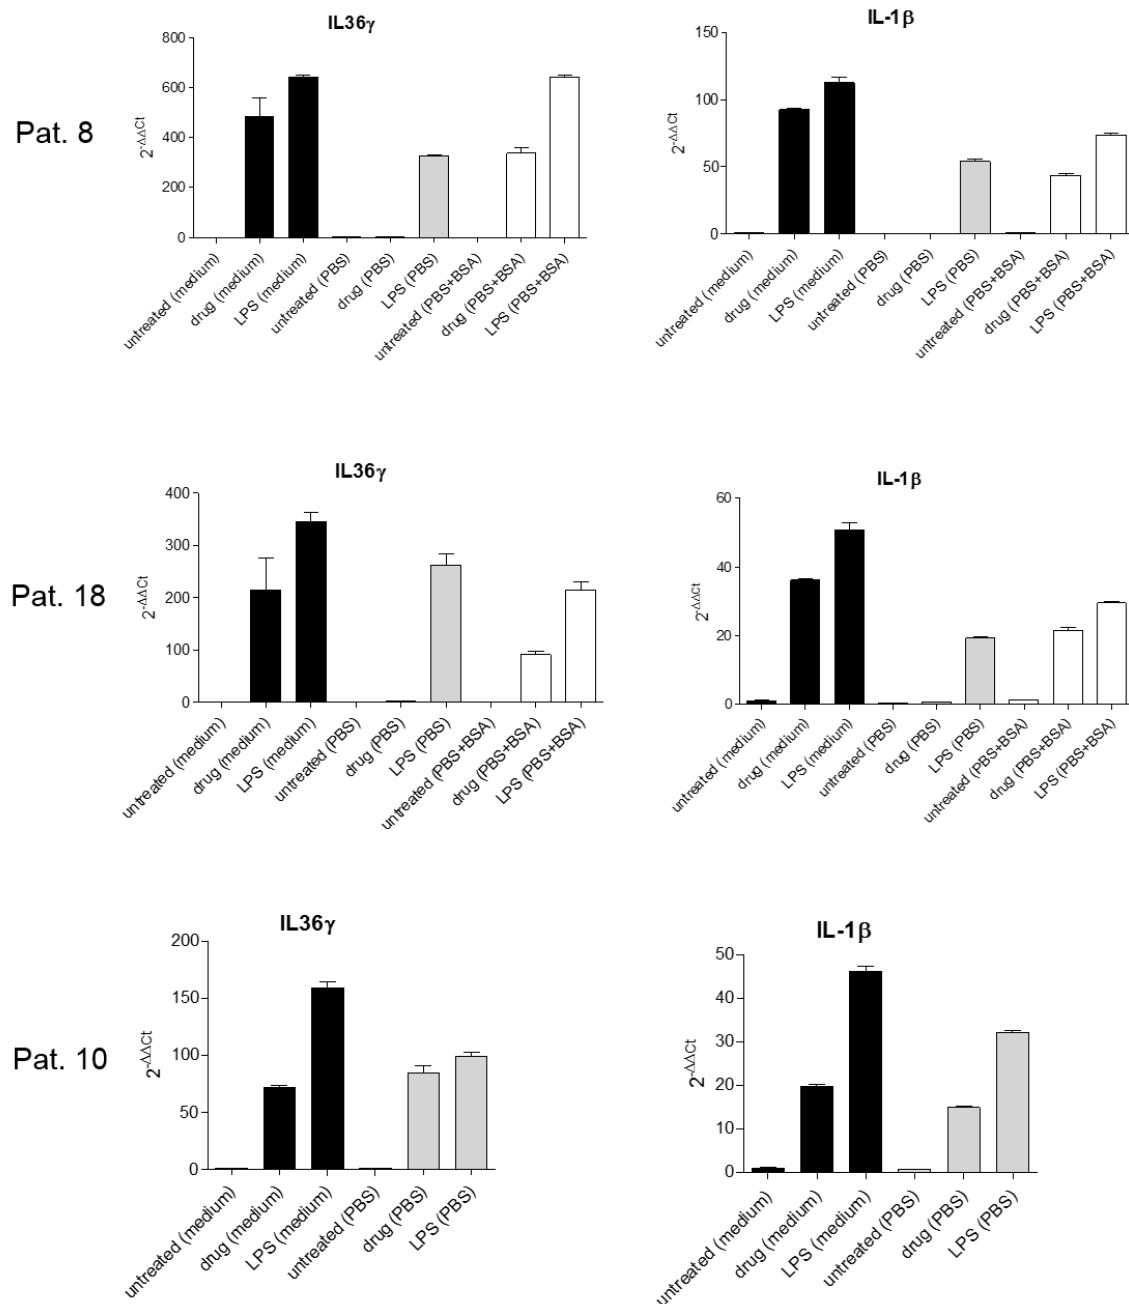 Pat. 8
IL36γ
2^-ΔΔCt
800
600
400
200
0
untreated (medium)
drug (medium)
LPS (medium)
untreated (PBS)
drug (PBS)
LPS (PBS)
untreated (PBS+BSA)
drug (PBS+BSA)
LPS (PBS+BSA)
IL-1β
2^-ΔΔCt
150
100
50
0
untreated (medium)
drug (medium)
LPS (medium)
untreated (PBS)
drug (PBS)
LPS (PBS)
untreated (PBS+BSA)
drug (PBS+BSA)
LPS (PBS+BSA)
Pat. 18
IL36γ
2^-ΔΔCt
400
300
200
100
0
untreated (medium)
drug (medium)
LPS (medium)
untreated (PBS)
drug (PBS)
LPS (PBS)
untreated (PBS+BSA)
drug (PBS+BSA)
LPS (PBS+BSA)
IL-1β
2^-ΔΔCt
60
40
20
0
untreated (medium)
drug (medium)
LPS (medium)
untreated (PBS)
drug (PBS)
LPS (PBS)
untreated (PBS+BSA)
drug (PBS+BSA)
LPS (PBS+BSA)
Pat. 10
IL36γ
2^-ΔΔCt
200
150
100
50
0
untreated (medium)
drug (medium)
LPS (medium)
untreated (PBS)
drug (PBS)
LPS (PBS)
IL-1β
2^-ΔΔCt
50
40
30
20
10
0
untreated (medium)
drug (medium)
LPS (medium)
untreated (PBS)
drug (PBS)
LPS (PBS)